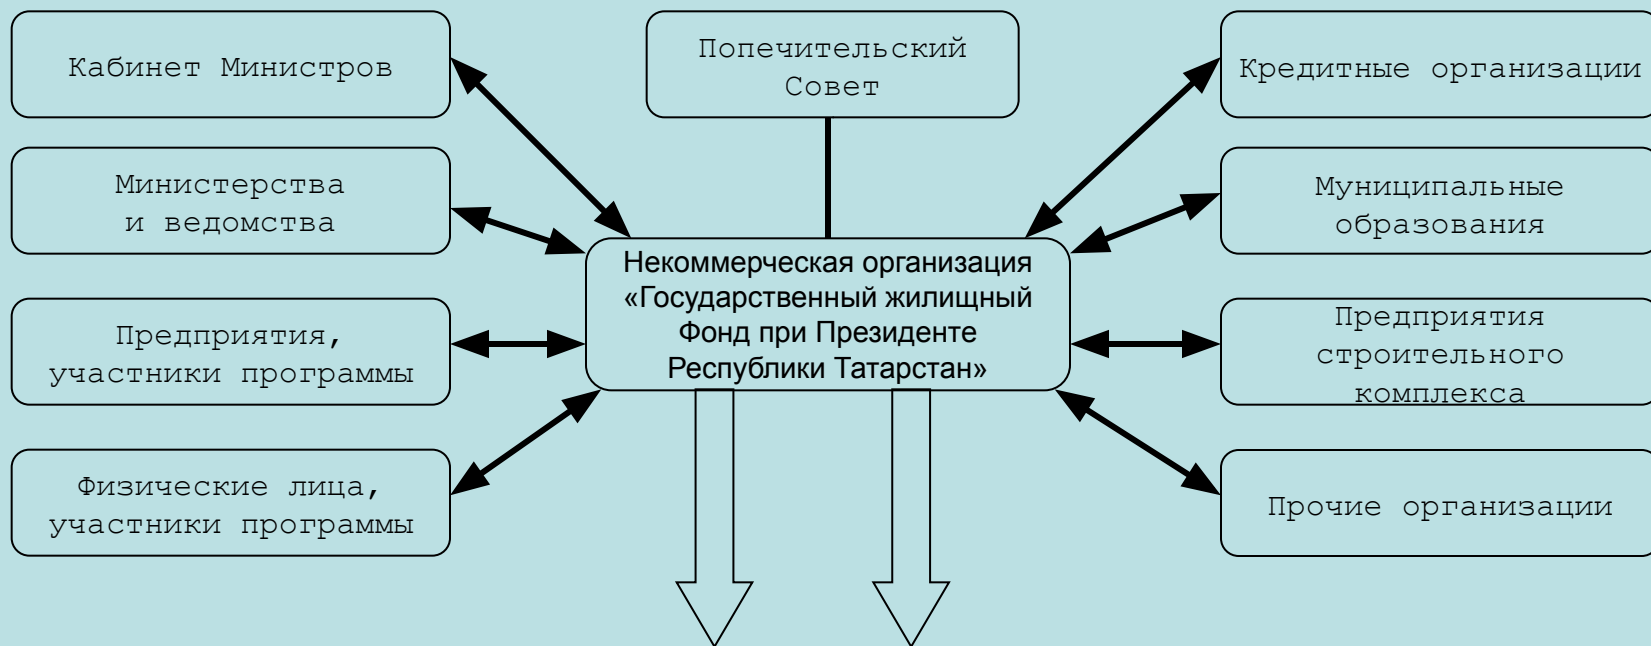 Кабинет Министров
Попечительский
Совет
Кредитные организации
Министерства
и ведомства
Муниципальные
образования
Некоммерческая организация
«Государственный жилищный
Фонд при Президенте
Республики Татарстан»
Предприятия,
участники программы
Предприятия
строительного
комплекса
Физические лица,
участники программы
Прочие организации